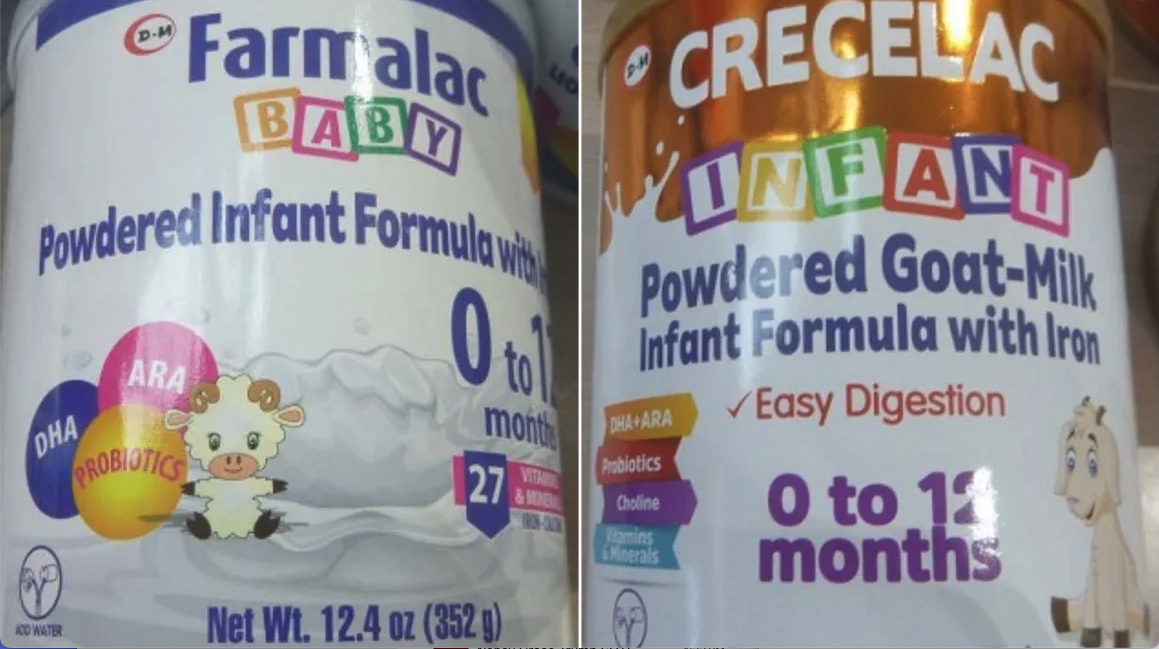 D-M
Farmalac
BABY
Powdered Infant Formula with
0 to
months
ARA
DHA
PROBIOTICS
27
ADD WATER
Net Wt. 12.4 oz (352 g)
D-M
CRECELAC
INFANT
Powdered Goat-Milk
Infant Formula with Iron
✓Easy Digestion
DHA+ARA
Probiotics
Choline
Vitamins
& Minerals
0 to 12
months